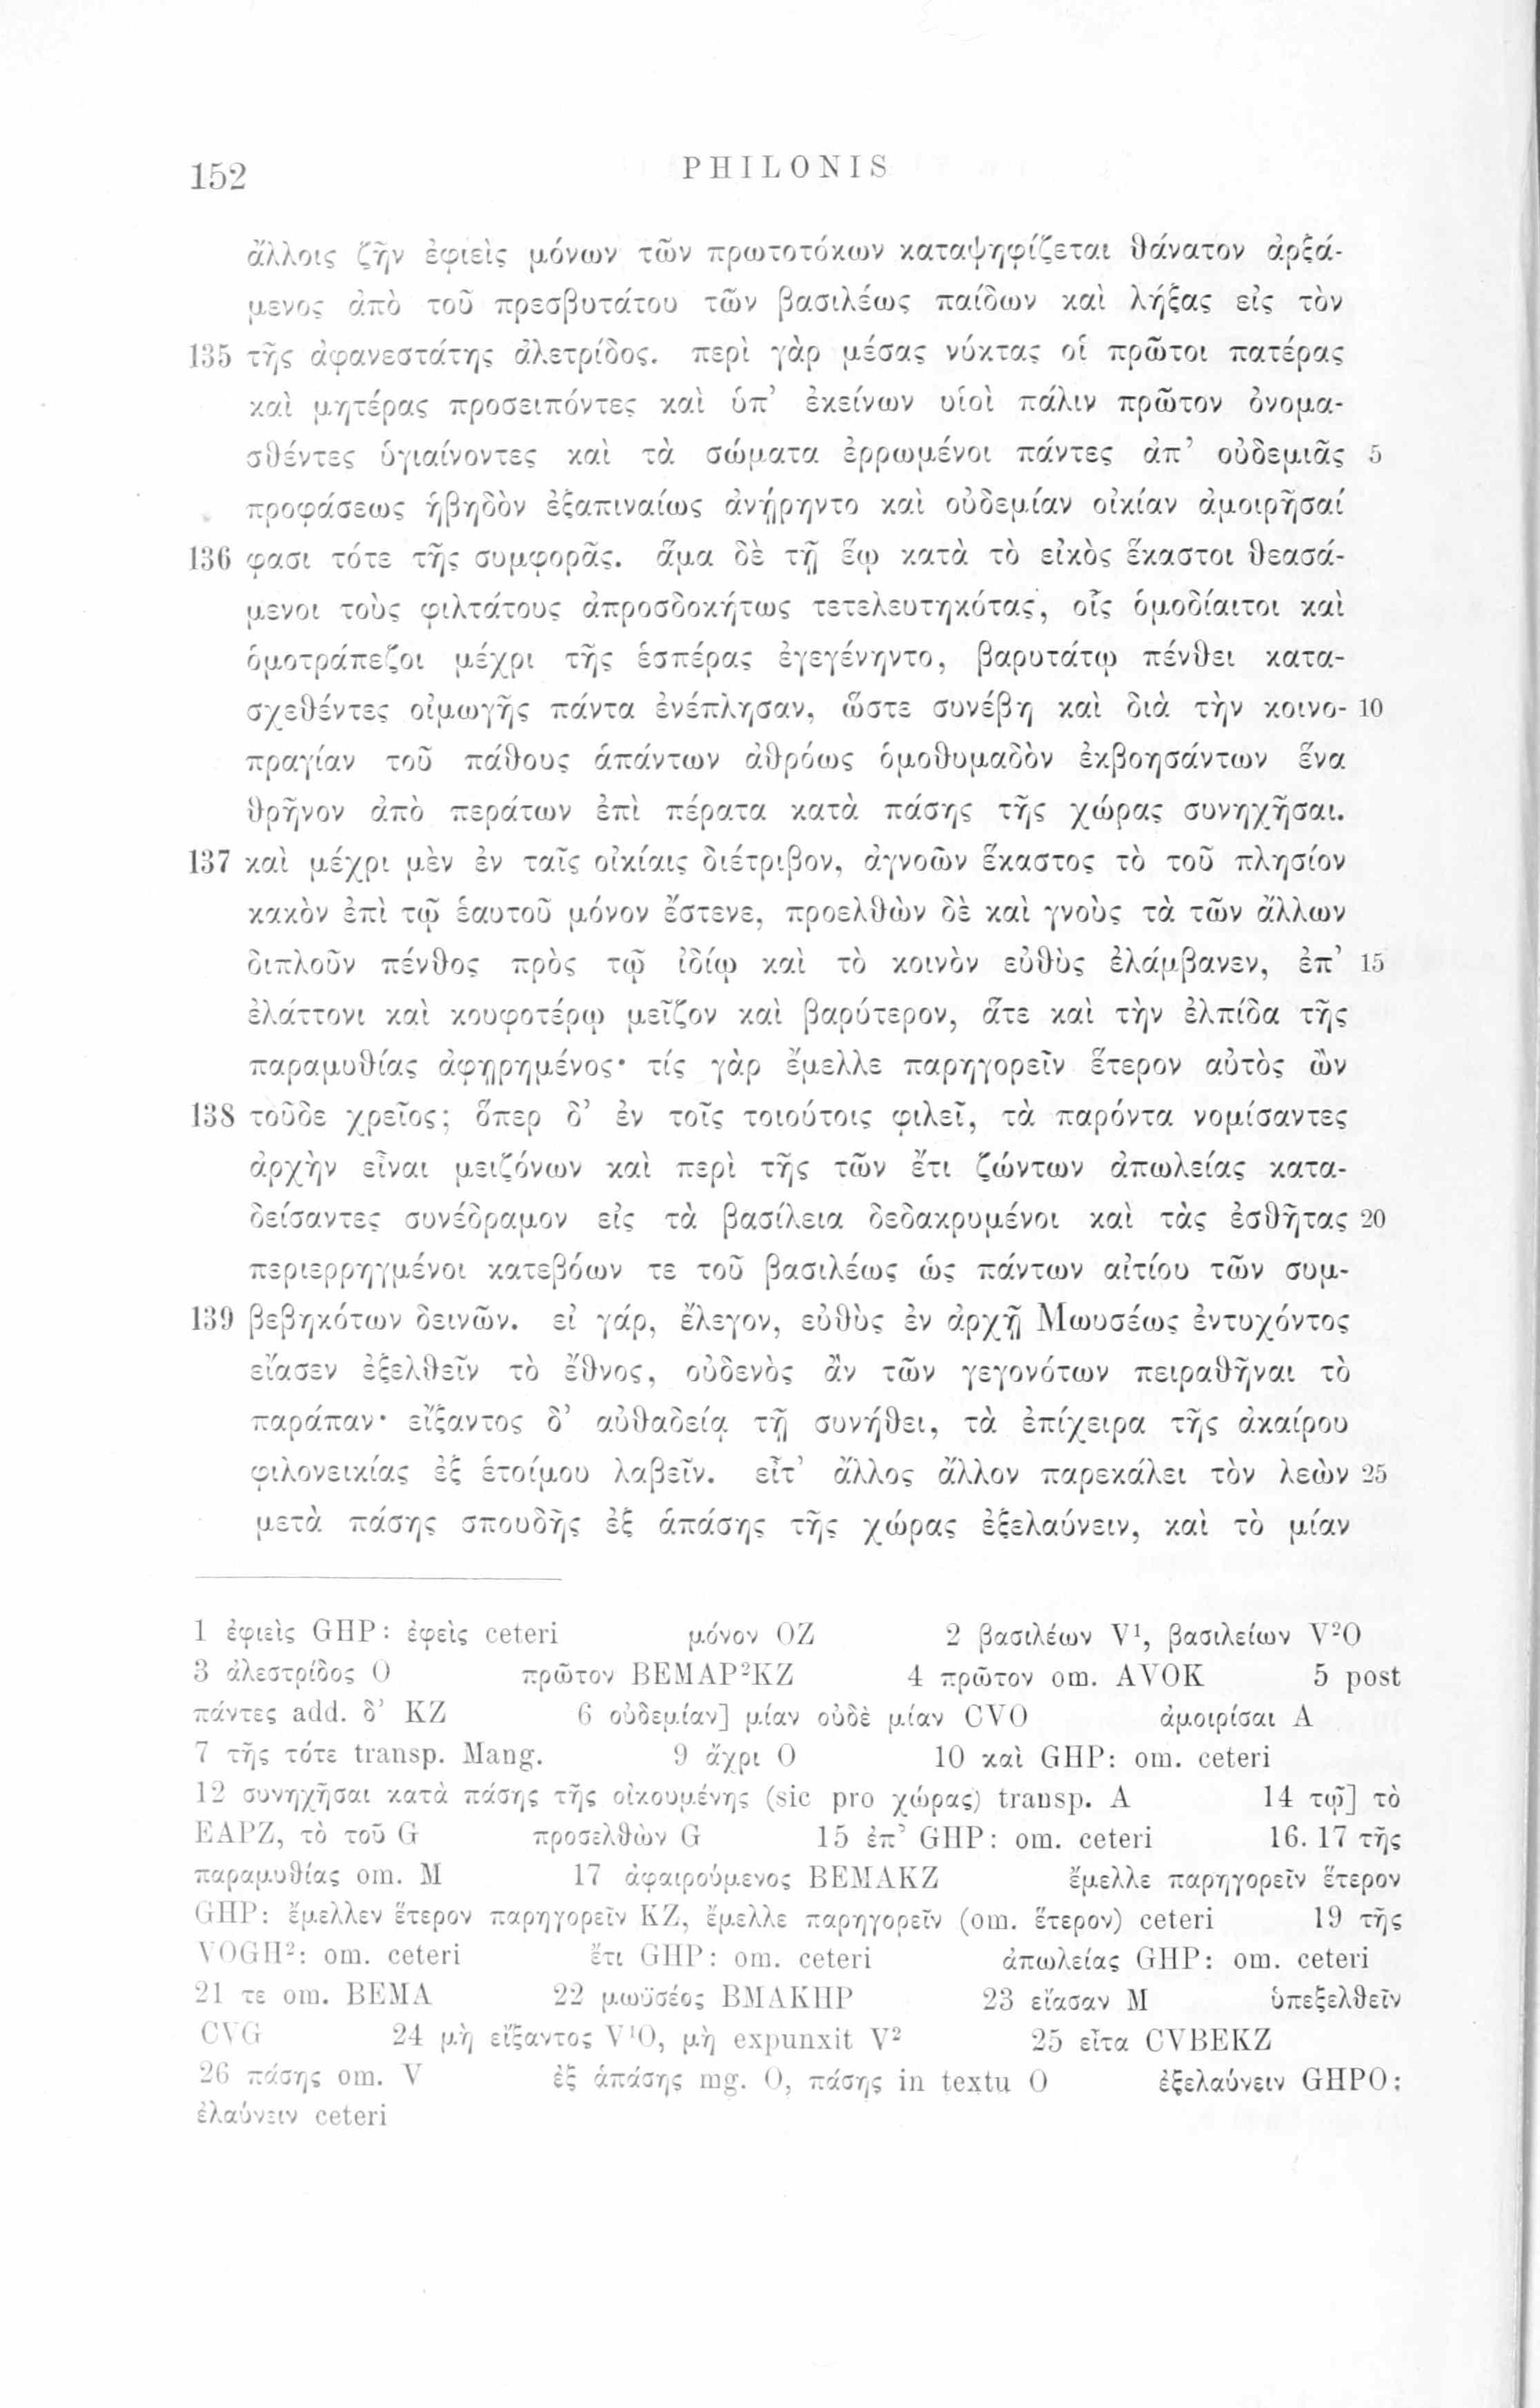 152
PHILONIS
ἄλλοις ζῆν ἐφιεὶς μόνων τῶν πρωτοτόκων καταψηφίζεται θάνατον ἀρξά-
μενος ἀπὸ τοῦ πρεσβυτάτου τῶν βασιλέως παίδων καὶ λήξας εἰς τὸν
135 τῆς ἀφανεστάτης ἀλετρίδος. περὶ γὰρ μέσας νύκτας οἱ πρῶτοι πατέρας
καὶ μητέρας προσειπόντες καὶ ὑπ’ ἐκείνων υἱοὶ πάλιν πρῶτον ὀνομα-
σθέντες ὑγιαίνοντες καὶ τὰ σώματα ἐρρωμένοι πάντες ἀπ’ οὐδεμιᾶς 5
προφάσεως ἡβηδὸν ἐξαπιναίως ἀνῄρηντο καὶ οὐδεμίαν οἰκίαν ἀμοιρῆσαί
136 φασι τότε τῆς συμφορᾶς. ἅμα δὲ τῇ ἕῳ κατὰ τὸ εἰκὸς ἕκαστοι θεασά-
μενοι τοὺς φιλτάτους ἀπροσδοκήτως τετελευτηκότας, οἷς ὁμοδίαιτοι καὶ
ὁμοτράπεζοι μέχρι τῆς ἑσπέρας ἐγεγένηντο, βαρυτάτῳ πένθει κατα-
σχεθέντες οἰμωγῆς πάντα ἐνέπλησαν, ὥστε συνέβη καὶ διὰ τὴν κοινο- 10
πραγίαν τοῦ πάθους ἁπάντων ἀθρόως ὁμοθυμαδὸν ἐκβοησάντων ἕνα
θρῆνον ἀπὸ περάτων ἐπὶ πέρατα κατὰ πάσης τῆς χώρας συνηχῆσαι.
137 καὶ μέχρι μὲν ἐν ταῖς οἰκίαις διέτριβον, ἀγνοῶν ἕκαστος τὸ τοῦ πλησίον
κακὸν ἐπὶ τῷ ἑαυτοῦ μόνον ἔστενε, προελθὼν δὲ καὶ γνοὺς τὰ τῶν ἄλλων
διπλοῦν πένθος πρὸς τῷ ἰδίῳ καὶ τὸ κοινὸν εὐθὺς ἐλάμβανεν, ἐπ’ 15
ἐλάττονι καὶ κουφοτέρῳ μεῖζον καὶ βαρύτερον, ἅτε καὶ τὴν ἐλπίδα τῆς
παραμυθίας ἀφῃρημένος· τίς γὰρ ἔμελλε παρηγορεῖν ἕτερον αὐτὸς ὢν
138 τοῦδε χρεῖος; ὅπερ δ’ ἐν τοῖς τοιούτοις φιλεῖ, τὰ παρόντα νομίσαντες
ἀρχὴν εἶναι μειζόνων καὶ περὶ τῆς τῶν ἔτι ζώντων ἀπωλείας κατα-
δείσαντες συνέδραμον εἰς τὰ βασίλεια δεδακρυμένοι καὶ τὰς ἐσθῆτας 20
περιερρηγμένοι κατεβόων τε τοῦ βασιλέως ὡς πάντων αἰτίου τῶν συμ-
139 βεβηκότων δεινῶν. εἰ γάρ, ἔλεγον, εὐθὺς ἐν ἀρχῇ Μωυσέως ἐντυχόντος
εἴασεν ἐξελθεῖν τὸ ἔθνος, οὐδενὸς ἂν τῶν γεγονότων πειραθῆναι τὸ
παράπαν· εἴξαντος δ’ αὐθαδείᾳ τῇ συνήθει, τὰ ἐπίχειρα τῆς ἀκαίρου
φιλονεικίας ἐξ ἑτοίμου λαβεῖν. εἶτ’ ἄλλος ἄλλον παρεκάλει τὸν λεὼν 25
μετὰ πάσης σπουδῆς ἐξ ἁπάσης τῆς χώρας ἐξελαύνειν, καὶ τὸ μίαν
1 ἐφιεὶς GHP: ἐφεὶς ceteri μόνον OZ 2 βασιλέων V¹, βασιλείων V²O
3 ἀλεστρίδος O πρῶτον BEMAP²KZ 4 πρῶτον om. AVOK 5 post
πάντες add. δ’ KZ 6 οὐδεμίαν] μίαν οὐδὲ μίαν CVO ἀμοιρίσαι A
7 τῆς τότε transp. Mang. 9 ἄχρι O 10 καὶ GHP: om. ceteri
12 συνηχῆσαι κατὰ πάσης τῆς οἰκουμένης (sic pro χώρας) transp. A 14 τῷ] τὸ
EAPZ, τὸ τοῦ G προσελθὼν G 15 ἐπ’ GHP: om. ceteri 16. 17 τῆς
παραμυθίας om. M 17 ἀφαιρούμενος BEMAKZ ἔμελλε παρηγορεῖν ἕτερον
GHP: ἔμελλεν ἕτερον παρηγορεῖν KZ, ἔμελλε παρηγορεῖν (om. ἕτερον) ceteri 19 τῆς
VOGH²: om. ceteri ἔτι GHP: om. ceteri ἀπωλείας GHP: om. ceteri
21 τε om. BEMA 22 μωϋσέος BMAKHP 23 εἴασαν M ὑπεξελθεῖν
CVG 24 μὴ εἴξαντος V¹O, μὴ expunxit V² 25 εἶτα CVBEKZ
26 πάσης om. V ἐξ ἁπάσης mg. O, πάσης in textu O ἐξελαύνειν GHPO:
ἐλαύνειν ceteri